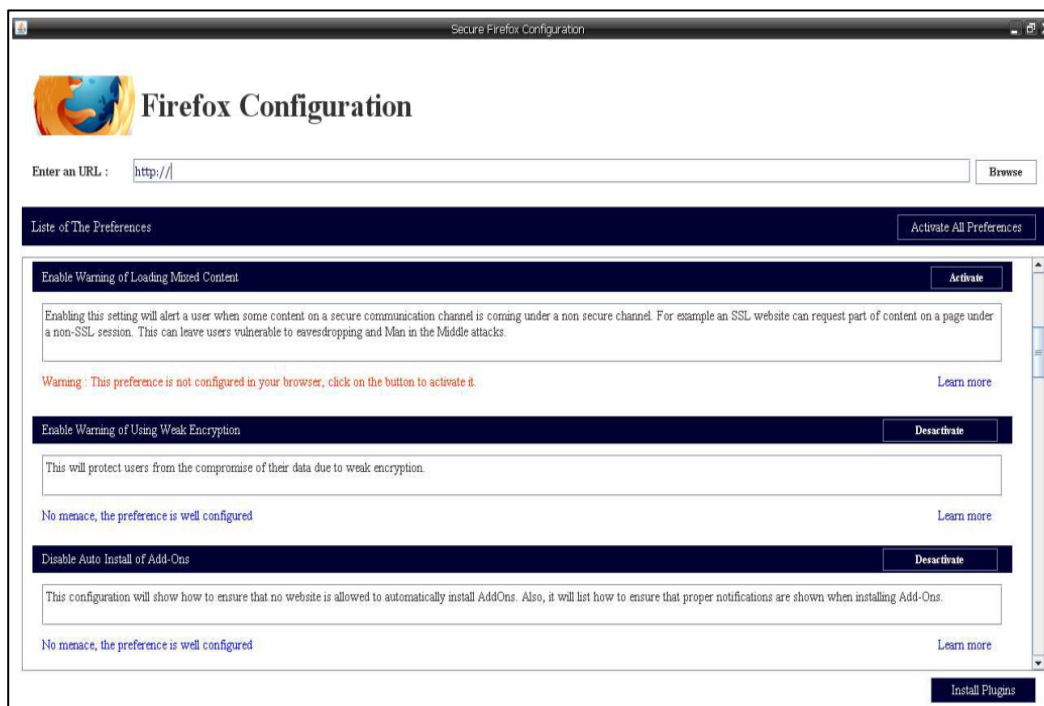 Secure Firefox Configuration
Firefox Configuration
Enter an URL : http:// Browse
Liste of The Preferences Activate All Preferences
Enable Warning of Loading Mixed Content Activate
Enabling this setting will alert a user when some content on a secure communication channel is coming under a non secure channel. For example an SSL website can request part of content on a page under
a non-SSL session. This can leave users vulnerable to eavesdropping and Man in the Middle attacks.
Warning : This preference is not configured in your browser, click on the button to activate it. Learn more
Enable Warning of Using Weak Encryption Desactivate
This will protect users from the compromise of their data due to weak encryption.
No menace, the preference is well configured Learn more
Disable Auto Install of Add-Ons Desactivate
This configuration will show how to ensure that no website is allowed to automatically install AddOns. Also, it will list how to ensure that proper notifications are shown when installing Add-Ons.
No menace, the preference is well configured Learn more
Install Plugins